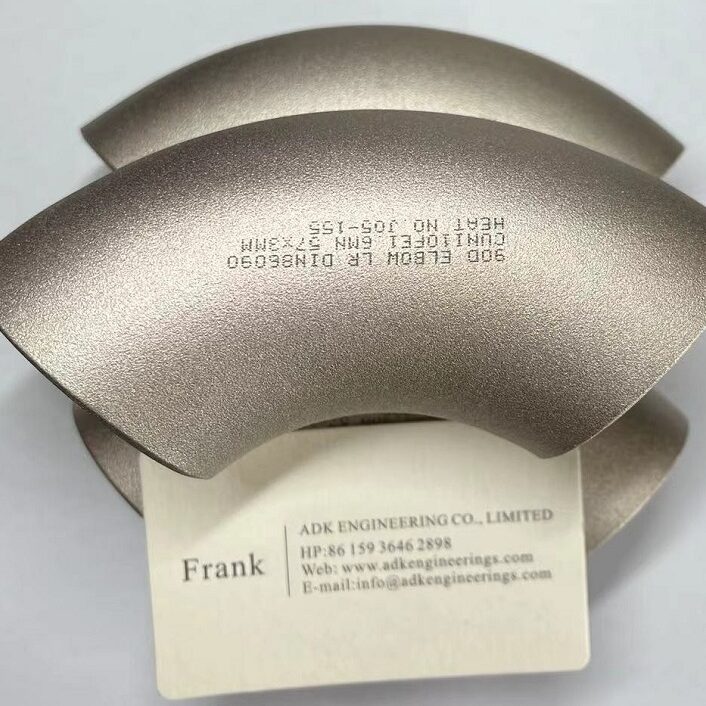 90D ELBOW LR DIN86090
CUNI10FE1.6MN 57x3MM
HEAT NO J05-155
Frank
ADK ENGINEERING CO., LIMITED
HP:86 159 3646 2898
Web: www.adkengineerings.com
E-mail:info@adkengineerings.com